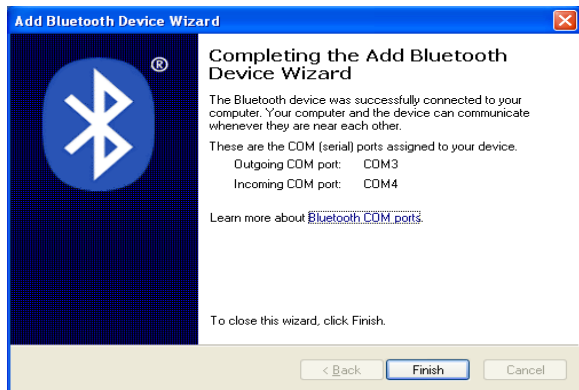 Add Bluetooth Device Wizard
®
Completing the Add Bluetooth
Device Wizard
The Bluetooth device was successfully connected to your
computer. Your computer and the device can communicate
whenever they are near each other.
These are the COM (serial) ports assigned to your device.
Outgoing COM port: COM3
Incoming COM port: COM4
Learn more about Bluetooth COM ports.
To close this wizard, click Finish.
< Back Finish Cancel